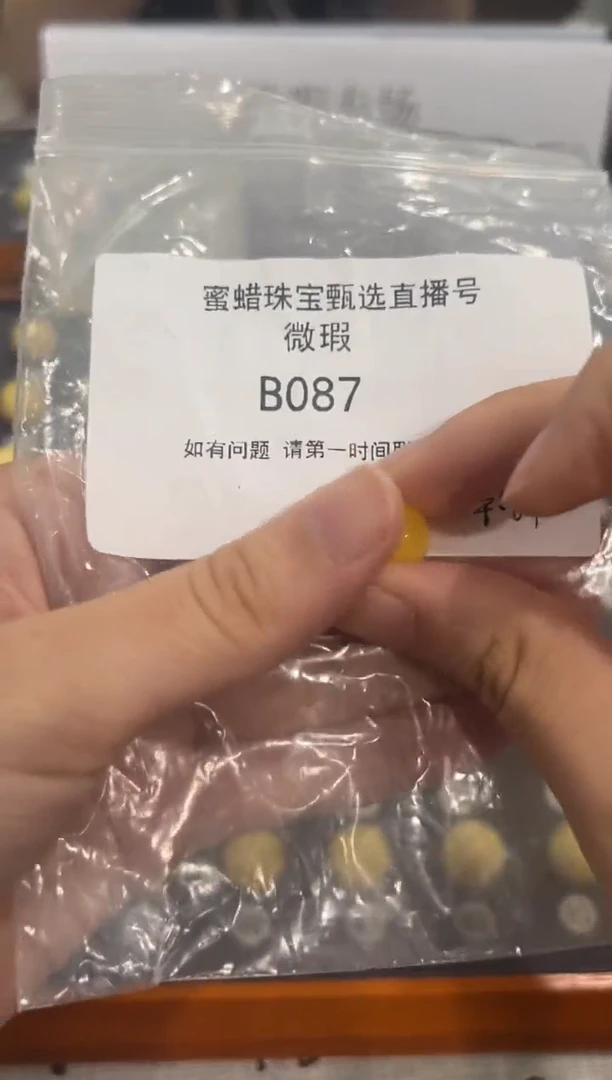 蜜蜡珠宝甄选直播号
微瑕
B087
如有问题 请第一时间